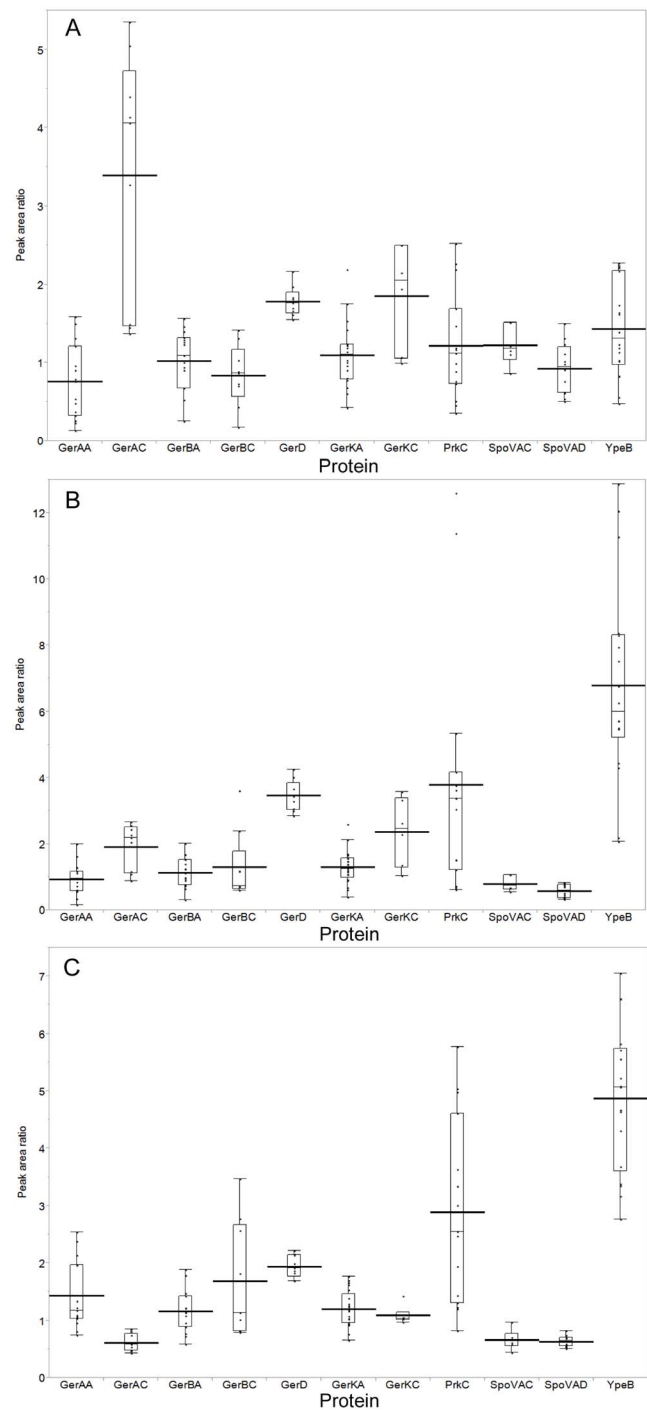 A
5
4
3
2
1
0
Peak area ratio
GerAA GerAC GerBA GerBC GerD GerKA GerKC PrkC SpoVAC SpoVAD YpeB
Protein
B
12
10
8
6
4
2
0
Peak area ratio
GerAA GerAC GerBA GerBC GerD GerKA GerKC PrkC SpoVAC SpoVAD YpeB
Protein
C
7
6
5
4
3
2
1
0
Peak area ratio
GerAA GerAC GerBA GerBC GerD GerKA GerKC PrkC SpoVAC SpoVAD YpeB
Protein